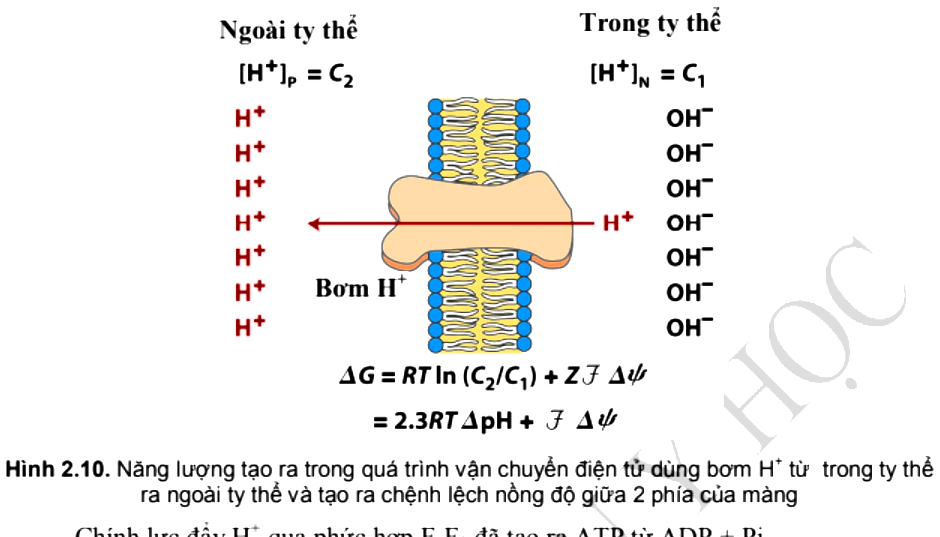 Ngoài ty thể
Trong ty thể
[H⁺]P = C₂
[H⁺]N = C₁
H⁺
OH⁻
H⁺
OH⁻
H⁺
OH⁻
H⁺
H⁺
OH⁻
H⁺
OH⁻
Bơm H⁺
H⁺
OH⁻
H⁺
OH⁻
ΔG = RT ln (C₂/C₁) + Zℱ Δψ
= 2.3RT ΔpH + ℱ Δψ
Y HỌC
Hình 2.10. Năng lượng tạo ra trong quá trình vận chuyển điện tử dùng bơm H⁺ từ trong ty thể
ra ngoài ty thể và tạo ra chệnh lệch nồng độ giữa 2 phía của màng